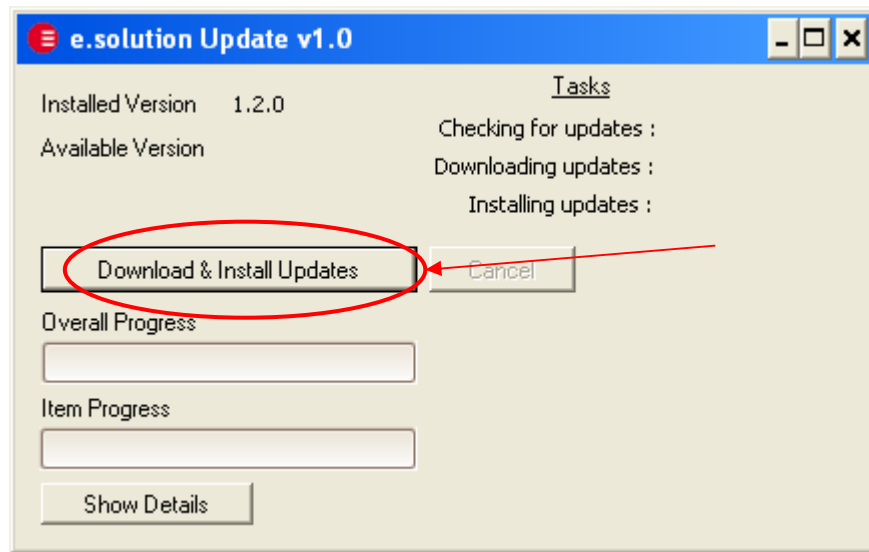 e.solution Update v1.0
Installed Version 1.2.0
Available Version
Tasks
Checking for updates :
Downloading updates :
Installing updates :
Download & Install Updates
Cancel
Overall Progress
Item Progress
Show Details